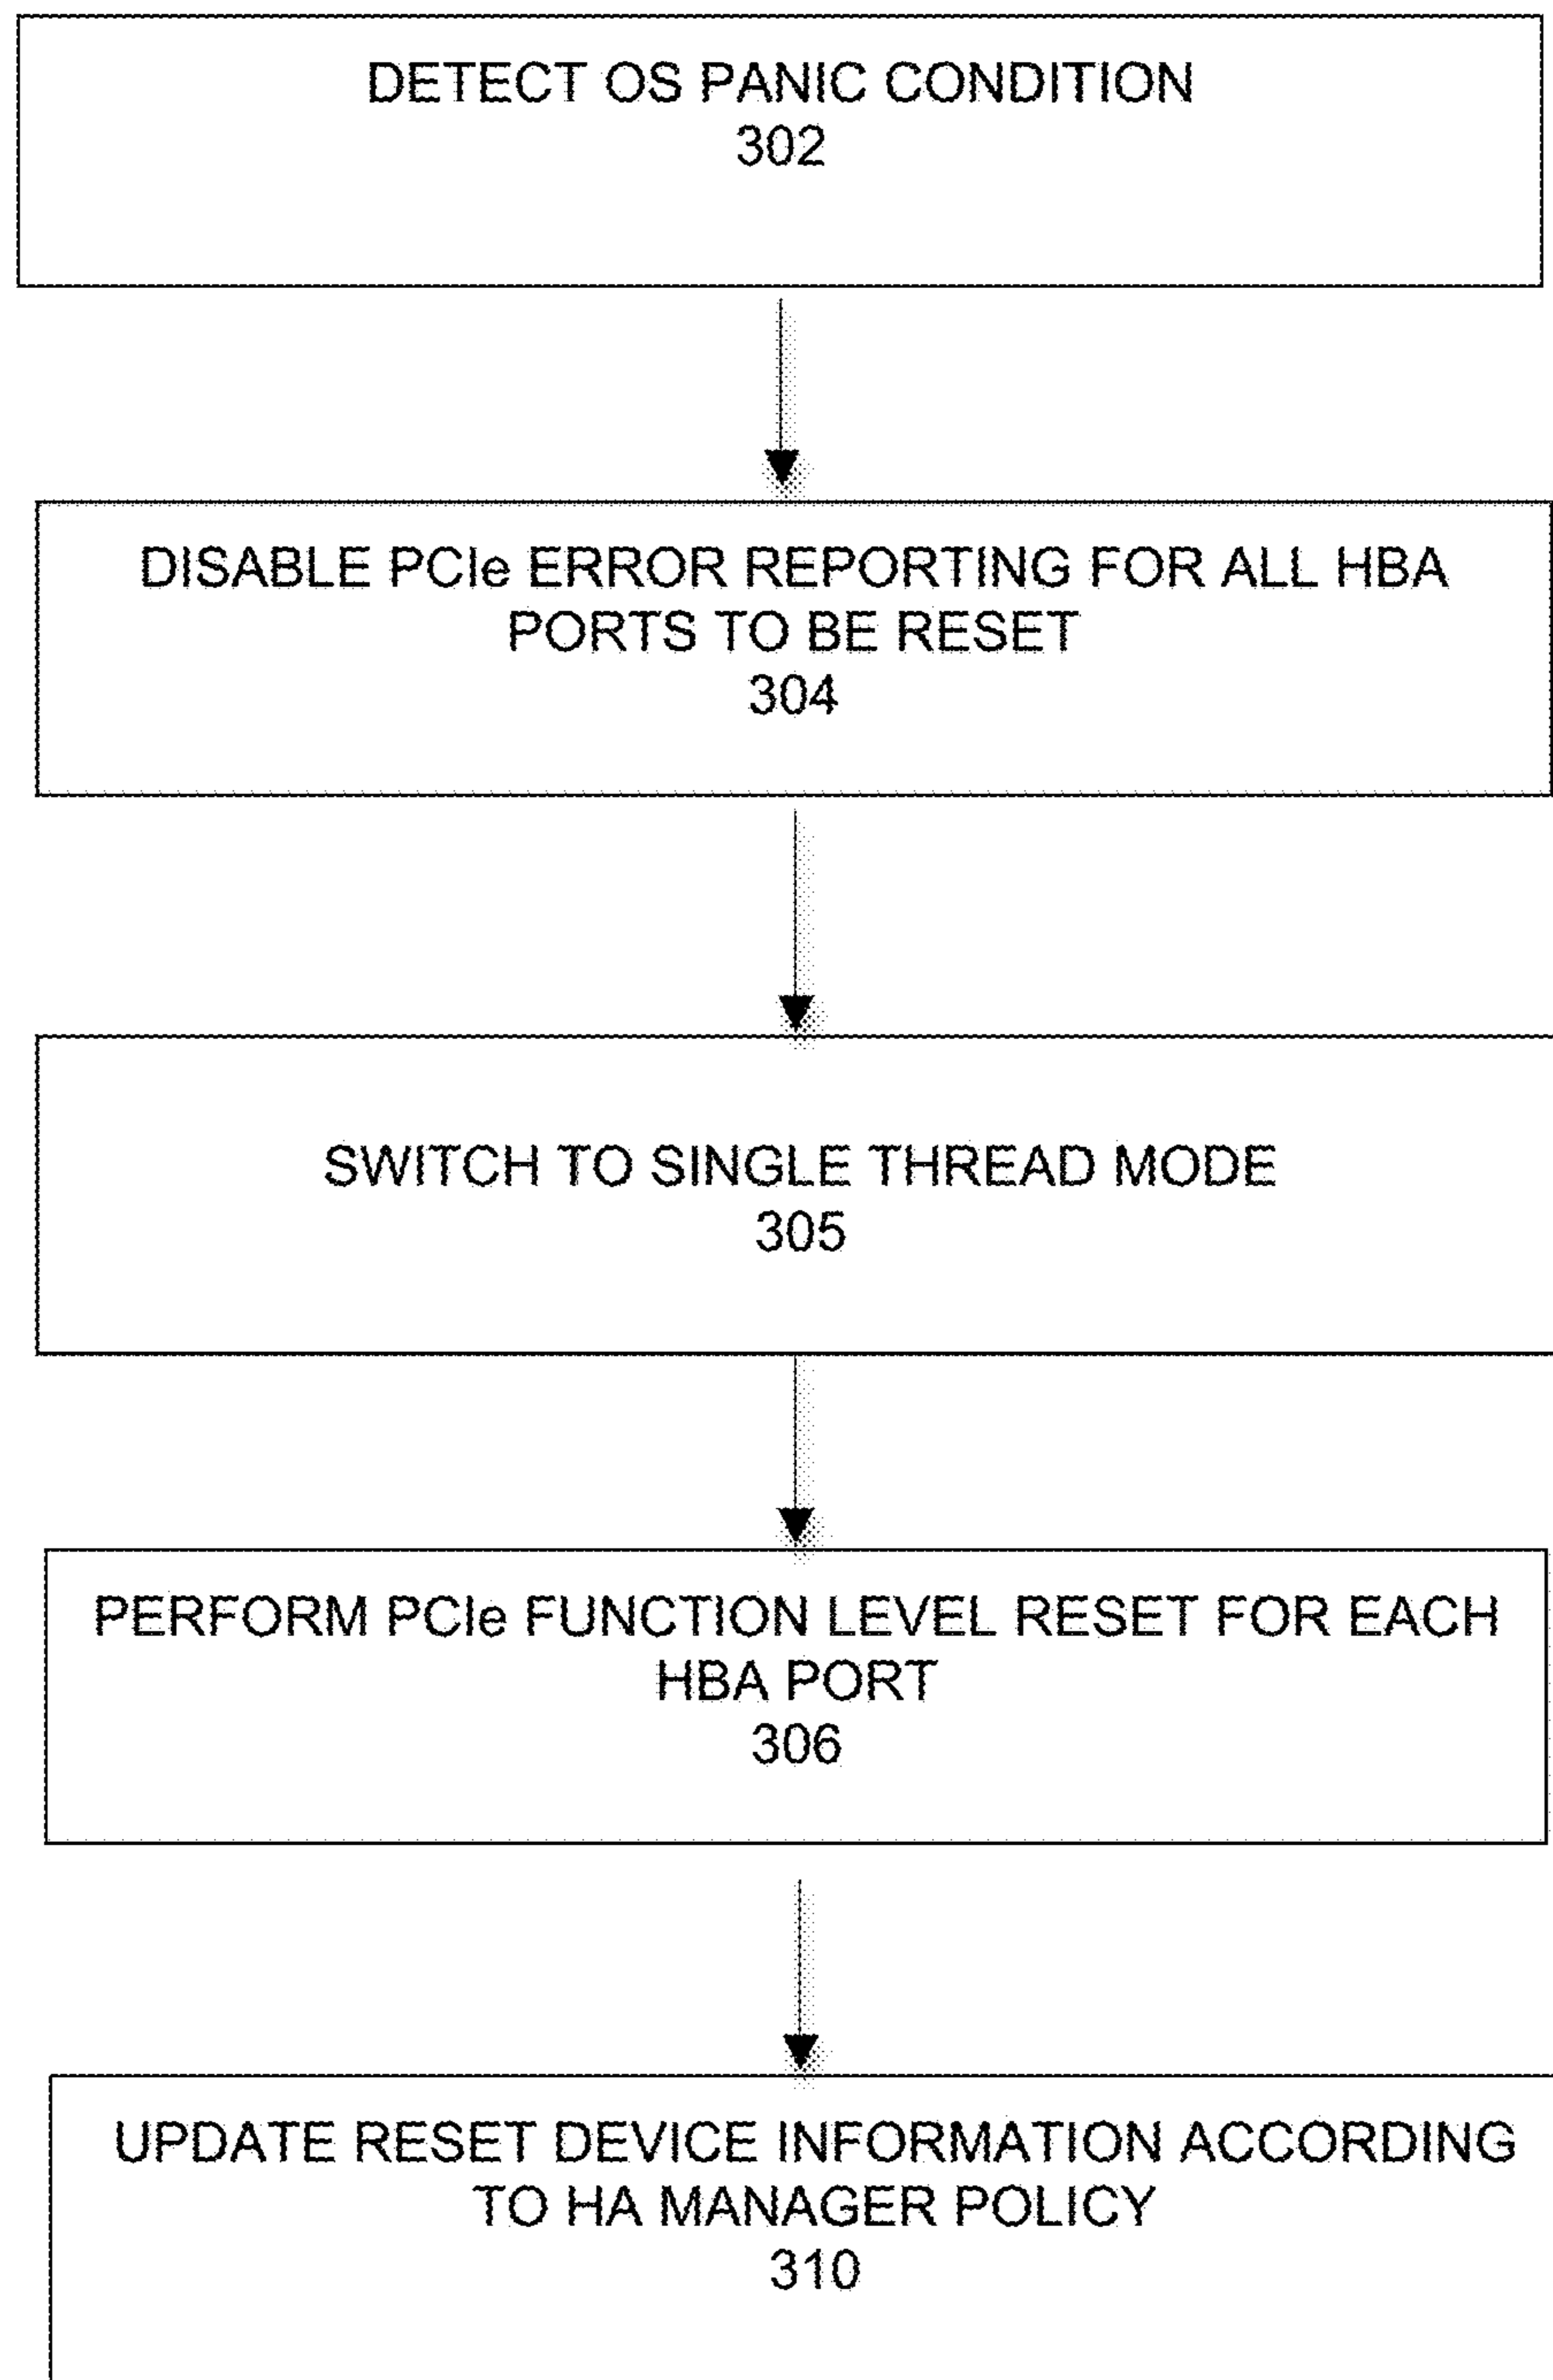 DETECT OS PANIC CONDITION
302
DISABLE PCIe ERROR REPORTING FOR ALL HBA
PORTS TO BE RESET
304
SWITCH TO SINGLE THREAD MODE
305
PERFORM PCIe FUNCTION LEVEL RESET FOR EACH
HBA PORT
306
UPDATE RESET DEVICE INFORMATION ACCORDING
TO HA MANAGER POLICY
310